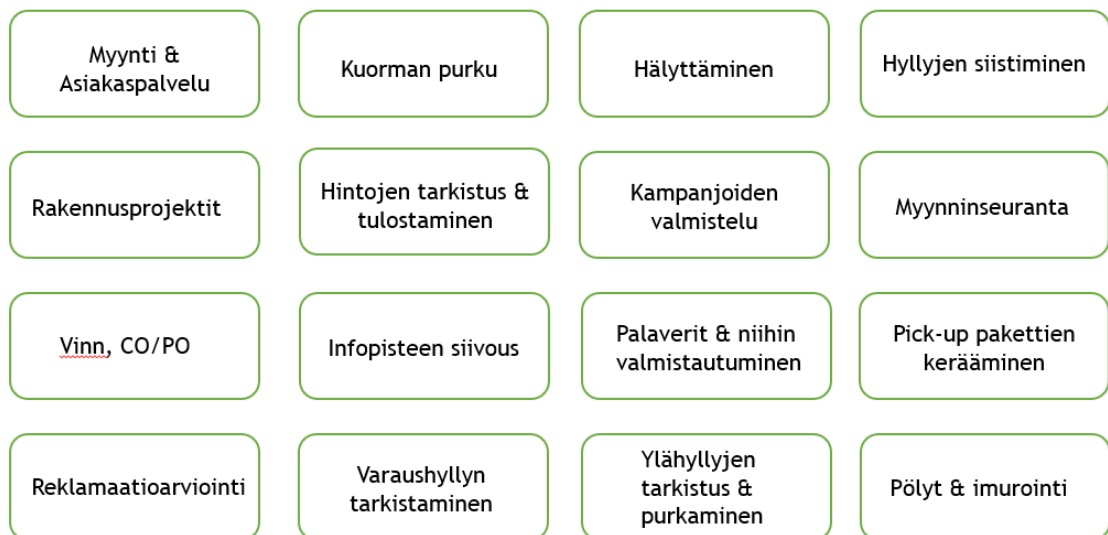 Myynti &
Asiakaspalvelu
Kuorman purku
Hälyttäminen
Hyllyjen siistiminen
Rakennusprojektit
Hintojen tarkistus &
tulostaminen
Kampanjoiden
valmistelu
Myynninseuranta
Vinn, CO/PO
Infopisteen siivous
Palaverit & niihin
valmistautuminen
Pick-up pakettien
kerääminen
Reklamaatioarviointi
Varaushyllyn
tarkistaminen
Ylähyllyjen
tarkistus &
purkaminen
Pölyt & imurointi